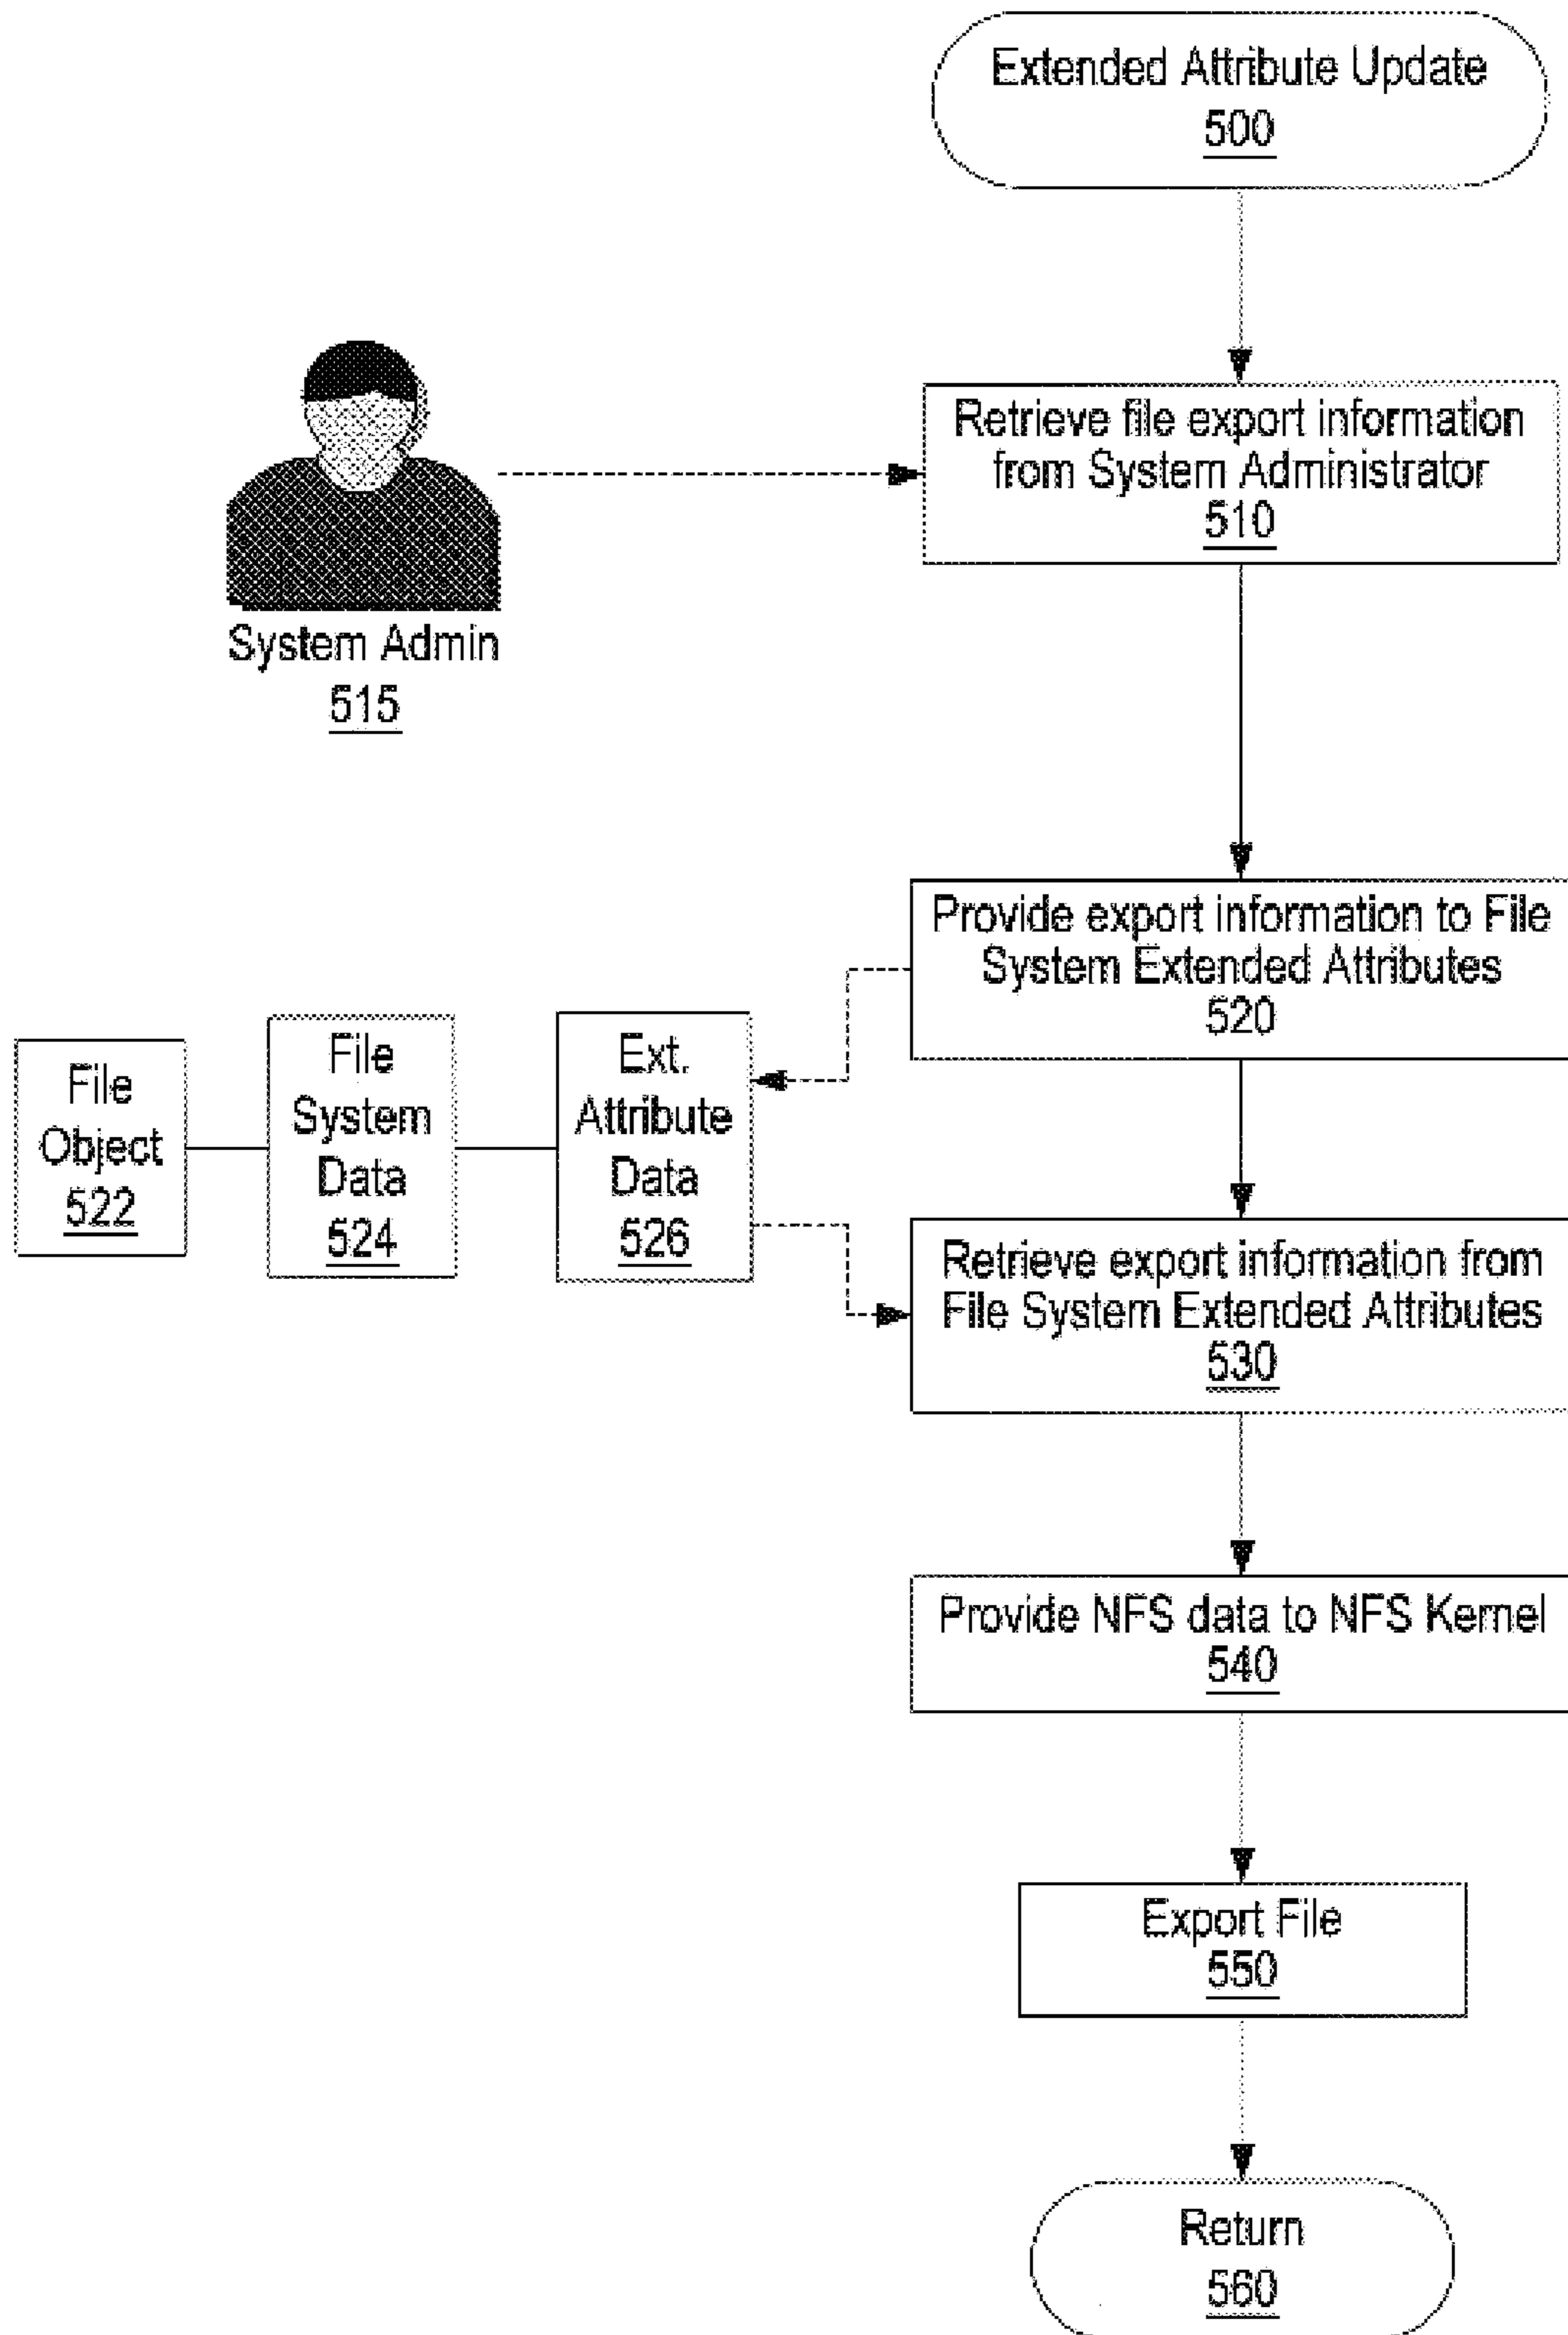 Extended Attribute Update
500
Retrieve file export information
from System Administrator
510
System Admin
515
Provide export information to File
System Extended Attributes
520
File
Object
522
File
System
Data
524
Ext.
Attribute
Data
526
Retrieve export information from
File System Extended Attributes
530
Provide NFS data to NFS Kernel
540
Export File
550
Return
560